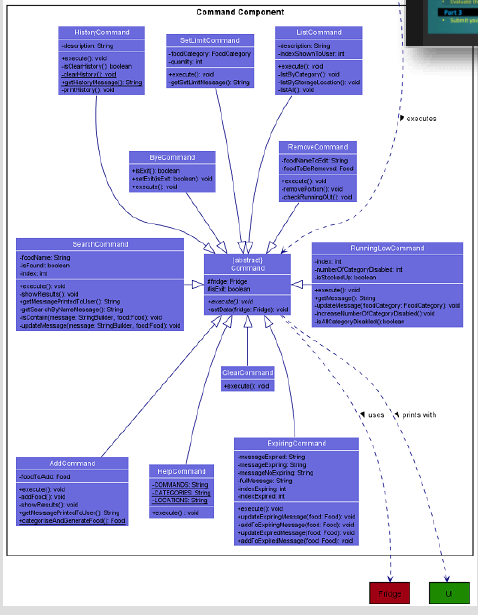 Command Component
Part 3
HistoryCommand
-description: String
+execute(): void
-isClearHistory(): boolean
-clearHistory(): void
+getHistoryMessage(): String
-printHistory(): void
SetLimitCommand
-foodCategory: FoodCategory
-quantity: int
+execute(): void
-getSetLimitMessage(): String
ListCommand
-description: String
-indexShownToUser: int
+execute(): void
-listByCategory(): void
-listByStorageLocation(): void
-listAll(): void
executes
ByeCommand
+isExit(): boolean
+setExit(isExit: boolean): void
+execute(): void
RemoveCommand
-foodNameToEdit: String
-foodToBeRemoved: Food
+execute(): void
-removePortion(): void
-checkRunningOut(): void
SearchCommand
-foodName: String
-isFound: boolean
-index: int
+execute(): void
-showResults(): void
-getMessagePrintedToUser(): String
-getSearchByNameMessage(): String
-isContain(message: StringBuilder, food:Food): void
-updateMessage(message: StringBuilder, food:Food): void
{abstract}
Command
#fridge: Fridge
#isExit: boolean
+execute(): void
+setData(fridge: Fridge): void
RunningLowCommand
-index: int
-numberOfCategoryDisabled: int
-isStockedUp: boolean
+execute(): void
-getMessage(): String
-updateMessage(foodCategory: FoodCategory): void
-increaseNumberOfCategoryDisabled():void
-isAllCategoryDisabled():boolean
ClearCommand
+execute(): void
uses
prints with
AddCommand
-foodToAdd: Food
+execute(): void
-addFood(): void
-showResults(): void
-getMessagePrintedToUser(): String
+categoriseAndGenerateFood(): Food
HelpCommand
-COMMANDS: String
-CATEGORIES: String
-LOCATIONS: String
+execute() : void
ExpiringCommand
-messageExpired: String
-messageExpiring: String
-messageNoExpiring: String
-fullMessage: String
-indexExpiring: int
-indexExpired: int
+execute(): void
-updateExpiringMessage(food: Food): void
-addToExpiringMessage(food: Food): void
-updateExpiredMessage(food: Food): void
-addToExpiredMessage(food: Food): void
Fridge
UI